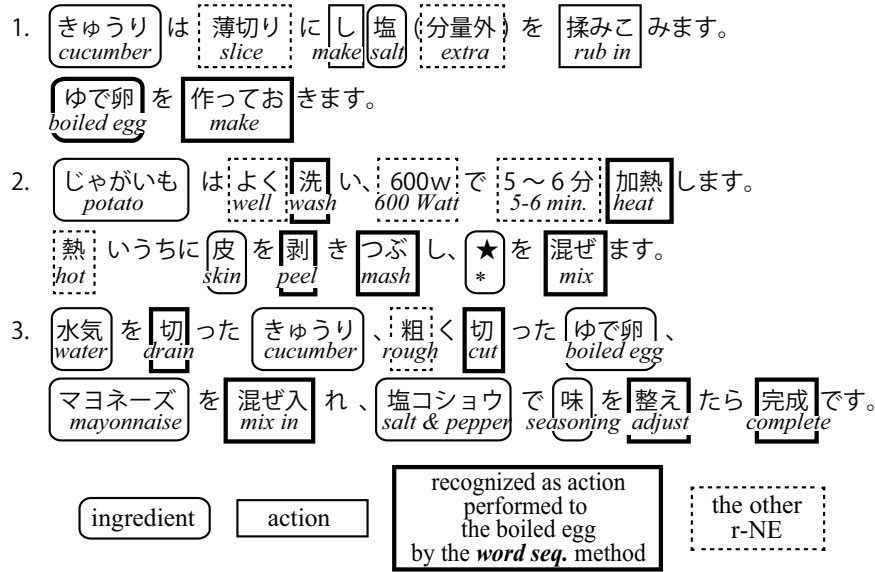 1. きゅうり は 薄切り に し 塩 (分量外) を 揉みこ みます。
cucumber slice make salt extra rub in
ゆで卵 を 作ってお きます。
boiled egg make
2. じゃがいも は よく 洗 い、 600w で 5～6分 加熱 します。
potato well wash 600 Watt 5-6 min. heat
熱 いうちに 皮 を 剥 き つぶ し、 ★ を 混ぜ ます。
hot skin peel mash * mix
3. 水気 を 切 った きゅうり 、 粗 く 切 った ゆで卵 、
water drain cucumber rough cut boiled egg
マヨネーズ を 混ぜ入 れ 、 塩コショウ で 味 を 整え たら 完成 です。
mayonnaise mix in salt & pepper seasoning adjust complete
ingredient
action
recognized as action
performed to
the boiled egg
by the word seq. method
the other
r-NE